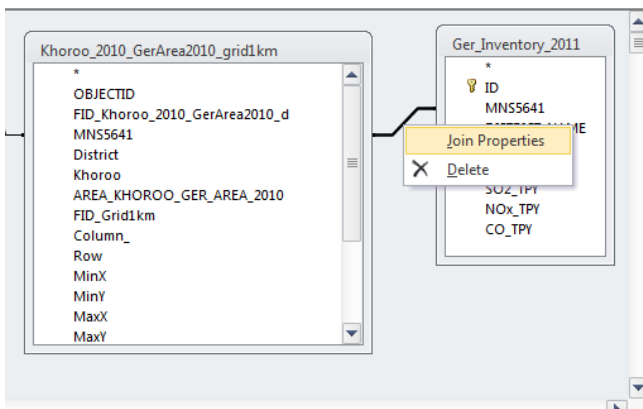 Khoroo_2010_GerArea2010_grid1km
*
OBJECTID
FID_Khoroo_2010_GerArea2010_d
MNS5641
District
Khoroo
AREA_KHOROO_GER_AREA_2010
FID_Grid1km
Column_
Row
MinX
MinY
MaxX
MaxY
Ger_Inventory_2011
*
ID
MNS5641
Join Properties
Delete
SO2_TPY
NOx_TPY
CO_TPY